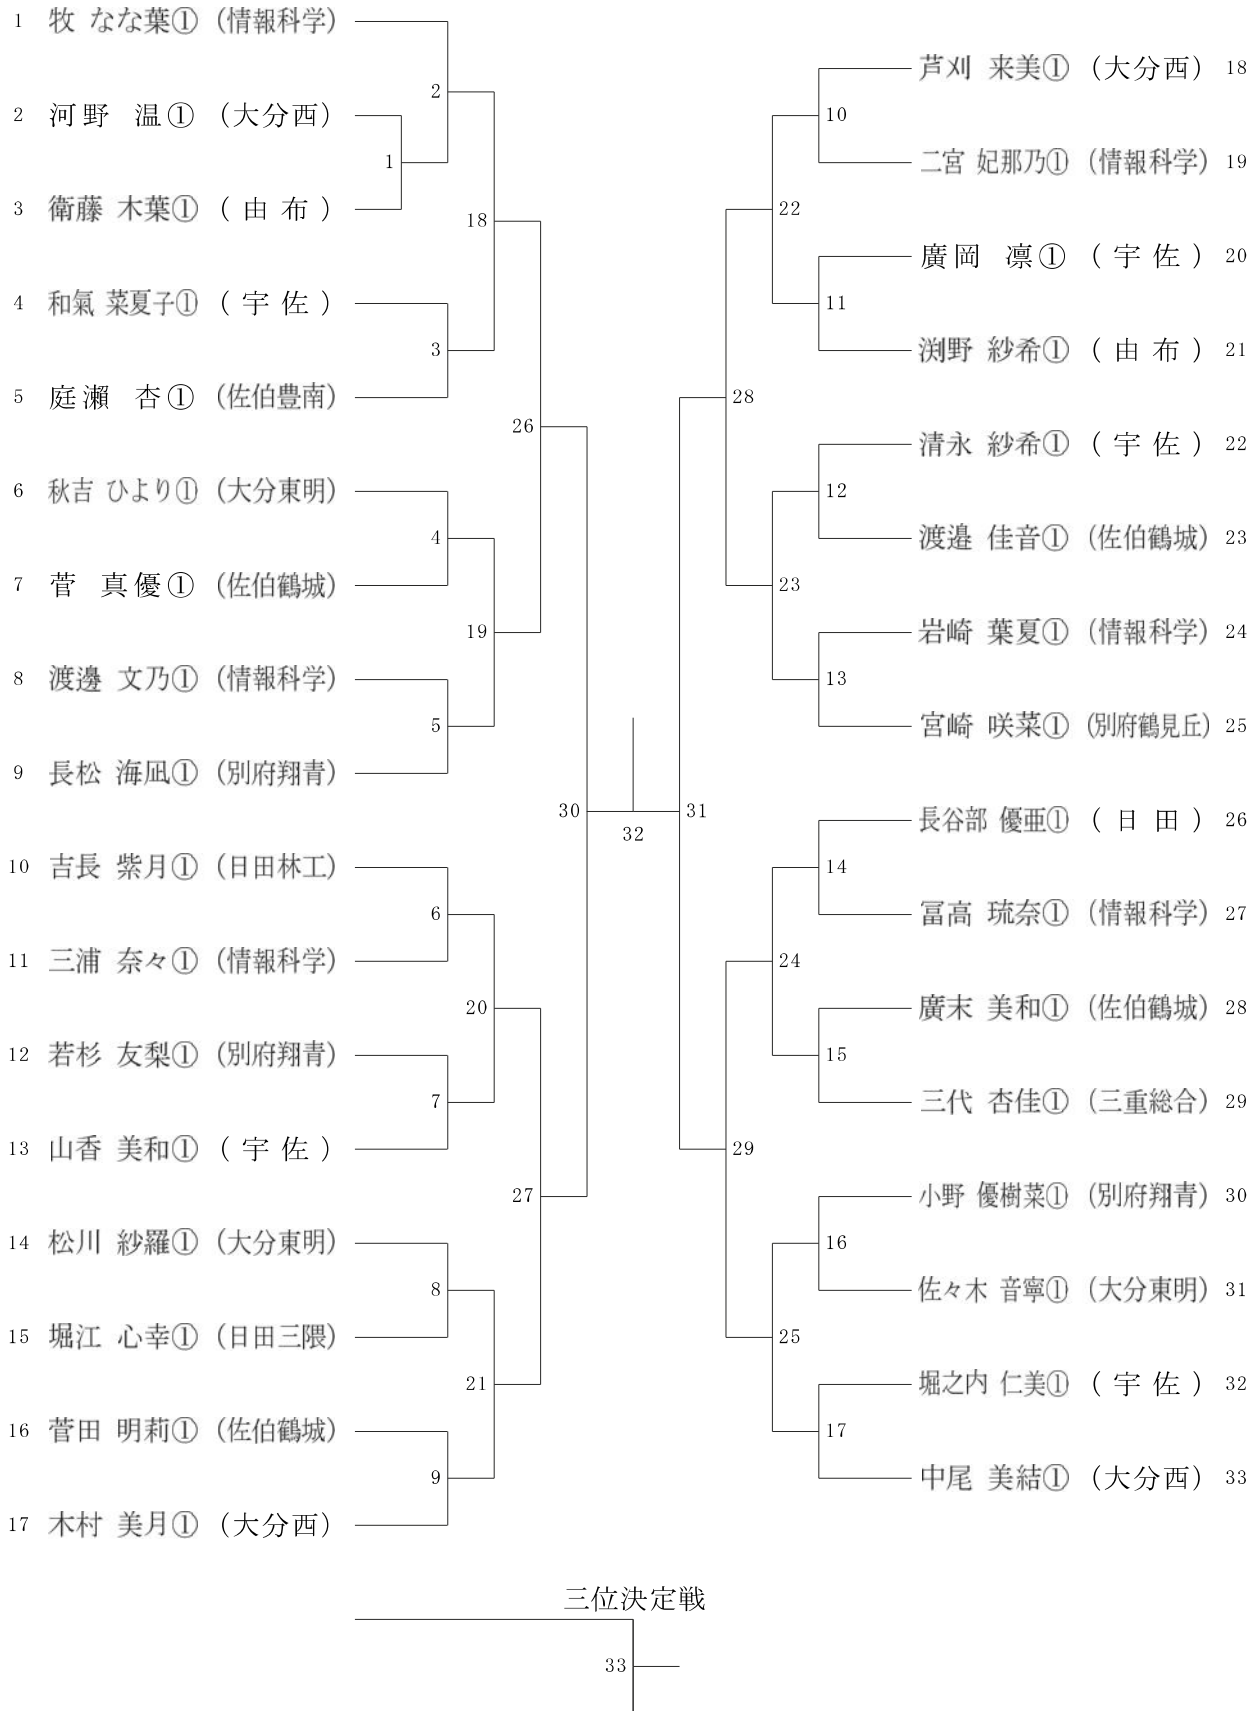 1 牧 なな葉① (情報科学)
2 河野 温① (大分西)
3 衛藤 木葉① (由布)
4 和氣 菜夏子① (宇佐)
5 庭瀨 杏① (佐伯豊南)
6 秋吉 ひより① (大分東明)
7 菅 真優① (佐伯鶴城)
8 渡邊 文乃① (情報科学)
9 長松 海凪① (別府翔青)
10 吉長 紫月① (日田林工)
11 三浦 奈々① (情報科学)
12 若杉 友梨① (別府翔青)
13 山香 美和① (宇佐)
14 松川 紗羅① (大分東明)
15 堀江 心幸① (日田三隈)
16 菅田 明莉① (佐伯鶴城)
17 木村 美月① (大分西)
1
2
3
4
5
6
7
8
9
18
19
20
21
26
27
30
32
31
28
29
22
23
24
25
10
11
12
13
14
15
16
17
芦刈 来美① (大分西) 18
二宮 妃那乃① (情報科学) 19
廣岡 凛① (宇佐) 20
渕野 紗希① (由布) 21
清永 紗希① (宇佐) 22
渡邉 佳音① (佐伯鶴城) 23
岩崎 葉夏① (情報科学) 24
宮崎 咲菜① (別府鶴見丘) 25
長谷部 優亜① (日田) 26
冨高 琉奈① (情報科学) 27
廣末 美和① (佐伯鶴城) 28
三代 杏佳① (三重総合) 29
小野 優樹菜① (別府翔青) 30
佐々木 音寧① (大分東明) 31
堀之内 仁美① (宇佐) 32
中尾 美結① (大分西) 33
三位決定戦
33